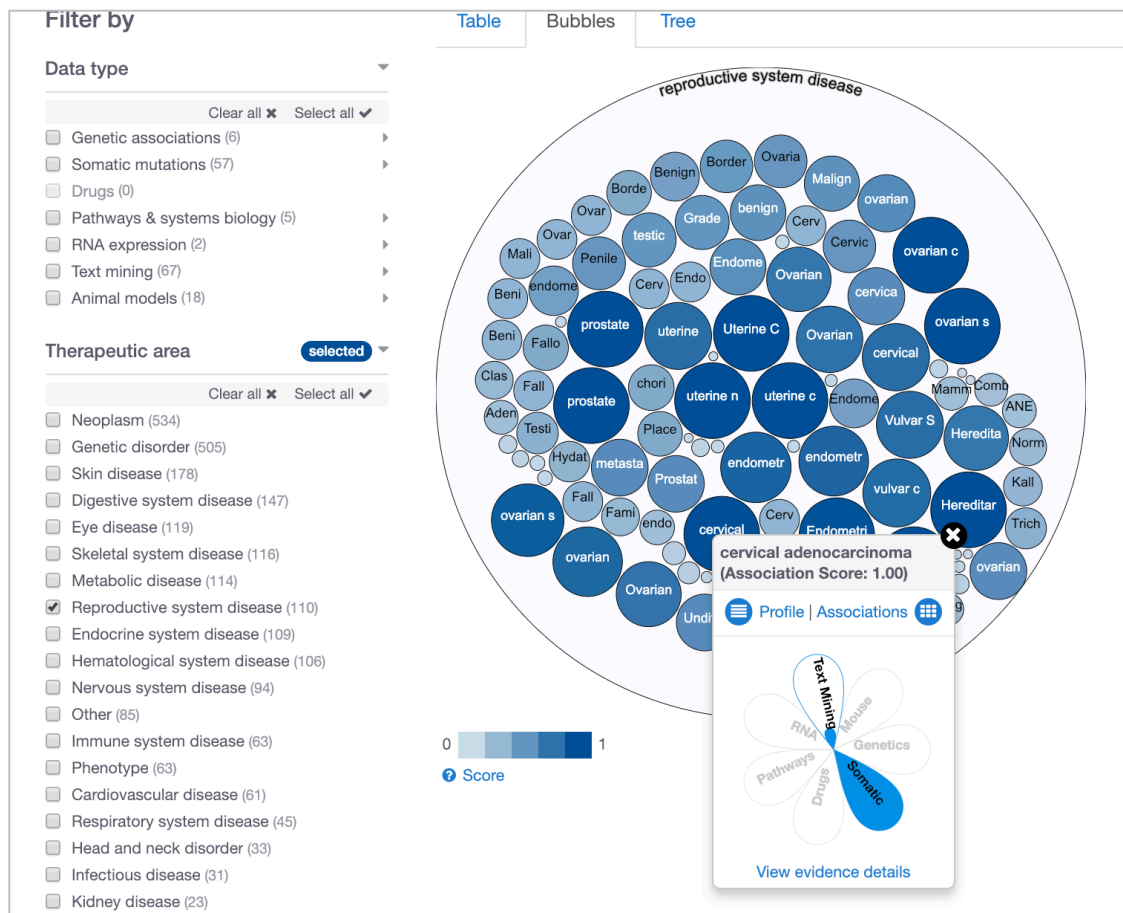 Filter by
Data type
Clear all ✖ Select all ✔
Genetic associations (6)
Somatic mutations (57)
Drugs (0)
Pathways & systems biology (5)
RNA expression (2)
Text mining (67)
Animal models (18)
Therapeutic area selected
Clear all ✖ Select all ✔
Neoplasm (534)
Genetic disorder (505)
Skin disease (178)
Digestive system disease (147)
Eye disease (119)
Skeletal system disease (116)
Metabolic disease (114)
Reproductive system disease (110)
Endocrine system disease (109)
Hematological system disease (106)
Nervous system disease (94)
Other (85)
Immune system disease (63)
Phenotype (63)
Cardiovascular disease (61)
Respiratory system disease (45)
Head and neck disorder (33)
Infectious disease (31)
Kidney disease (23)
Table Bubbles Tree
reproductive system disease
Borde Benign Border Ovaria Malign ovarian
Ovar Ovar testic Grade benign Cerv Cervic ovarian c
Mali Penile Endome
Beni endome Cerv Endo Ovarian cervica
Beni Fallo prostate uterine Uterine C Ovarian cervical ovarian s
Clas Fall prostate chori uterine n uterine c Endome Mamm Comb
Aden Testi Place Vulvar S Heredita ANE Norm
Hydat metasta Prostat endometr endometr vulvar c Kall
Fall Fami endo cervical Cerv Endometri Hereditar Trich
ovarian s
ovarian Ovarian Undi ovarian
cervical adenocarcinoma
(Association Score: 1.00)
Profile | Associations
Text Mining
Mouse
RNA
Genetics
Pathways
Drugs
Somatic
View evidence details
0 1
Score